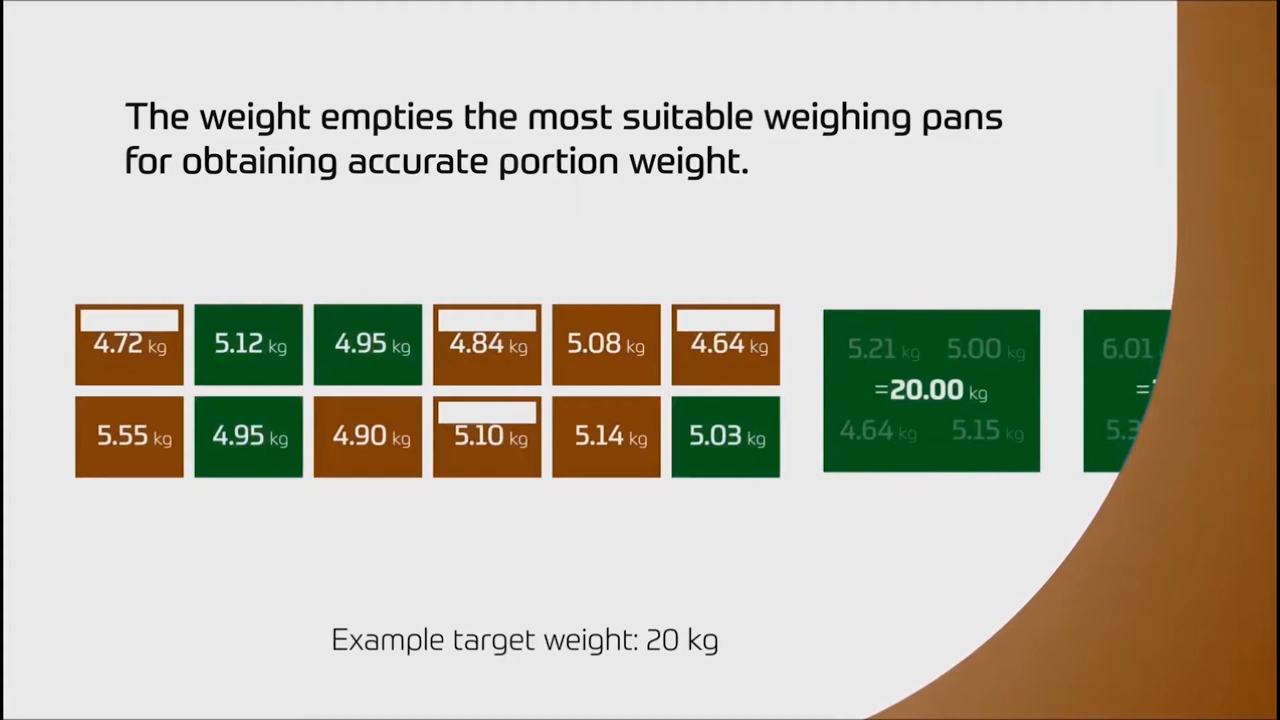 The weight empties the most suitable weighing pans
for obtaining accurate portion weight.
4.72 kg 5.12 kg 4.95 kg 4.84 kg 5.08 kg 4.64 kg
5.55 kg 4.95 kg 4.90 kg 5.10 kg 5.14 kg 5.03 kg
5.21 kg 5.00 kg
=20.00 kg
4.64 kg 5.15 kg
6.01
=
5.3
Example target weight: 20 kg